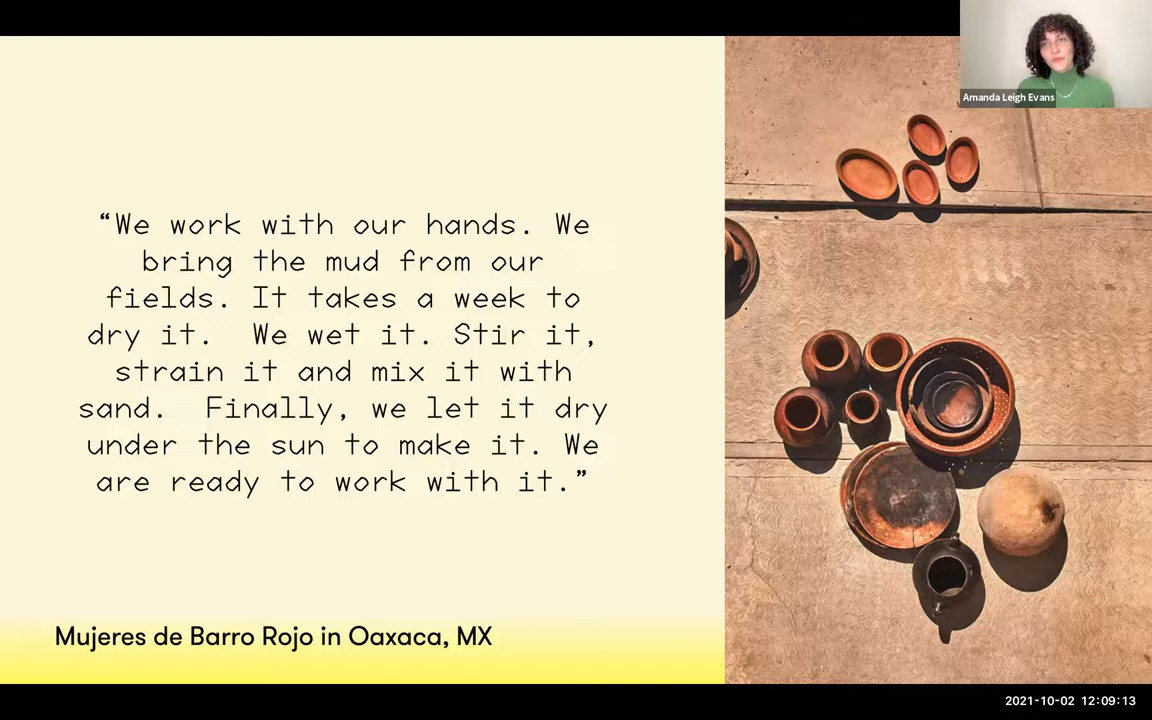 Amanda Leigh Evans
“We work with our hands. We
bring the mud from our
fields. It takes a week to
dry it.  We wet it. Stir it,
strain it and mix it with
sand.  Finally, we let it dry
under the sun to make it. We
are ready to work with it.”
Mujeres de Barro Rojo in Oaxaca, MX
2021-10-02 12:09:13